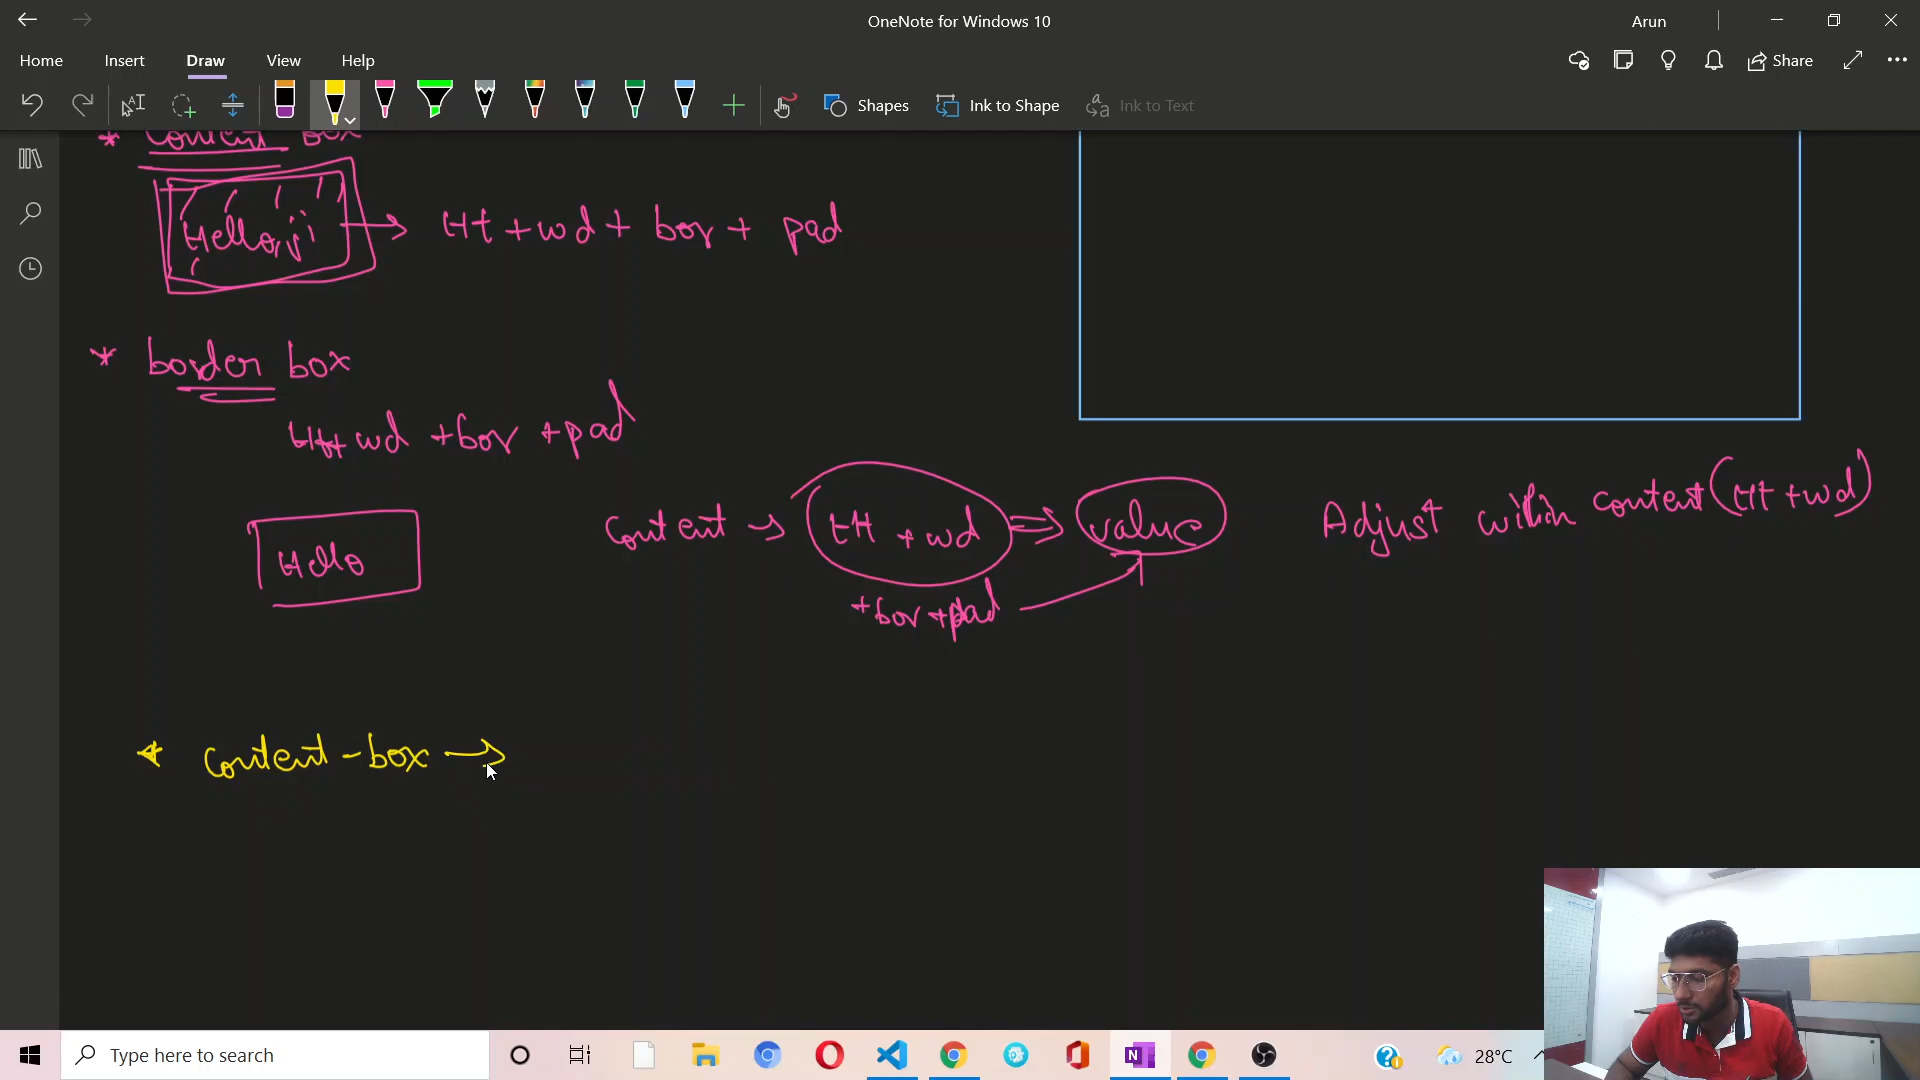 OneNote for Windows 10
Arun
Home Insert Draw View Help
Share
Shapes Ink to Shape Ink to Text
* Content box
Hello, ji → Ht + wd + bor + pad
* border box
Ht + wd + bor + pad
Content → Ht + wd ⇒ value
Adjust within content (Ht + wd)
Hello
+ bor + pad
* Content - box →
Type here to search
28°C